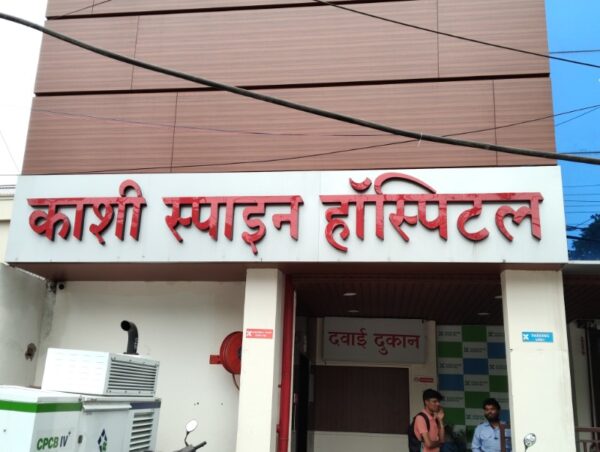 काशी स्पाइन हॉस्पिटल
दवाई दुकान
CPCB IV+